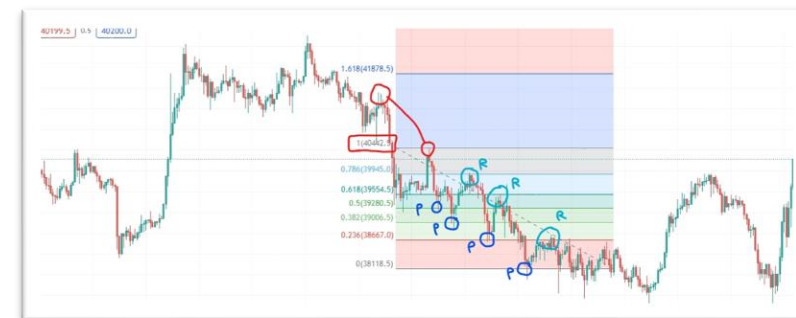 40199.5 0.5 40200.0
1.618(41878.5)
1(40442.5)
0.786(39945.0)
R
0.618(39554.5)
R
0.5(39280.5)
P
0.382(39006.5)
P
R
0.236(38667.0)
P
0(38118.5)
P